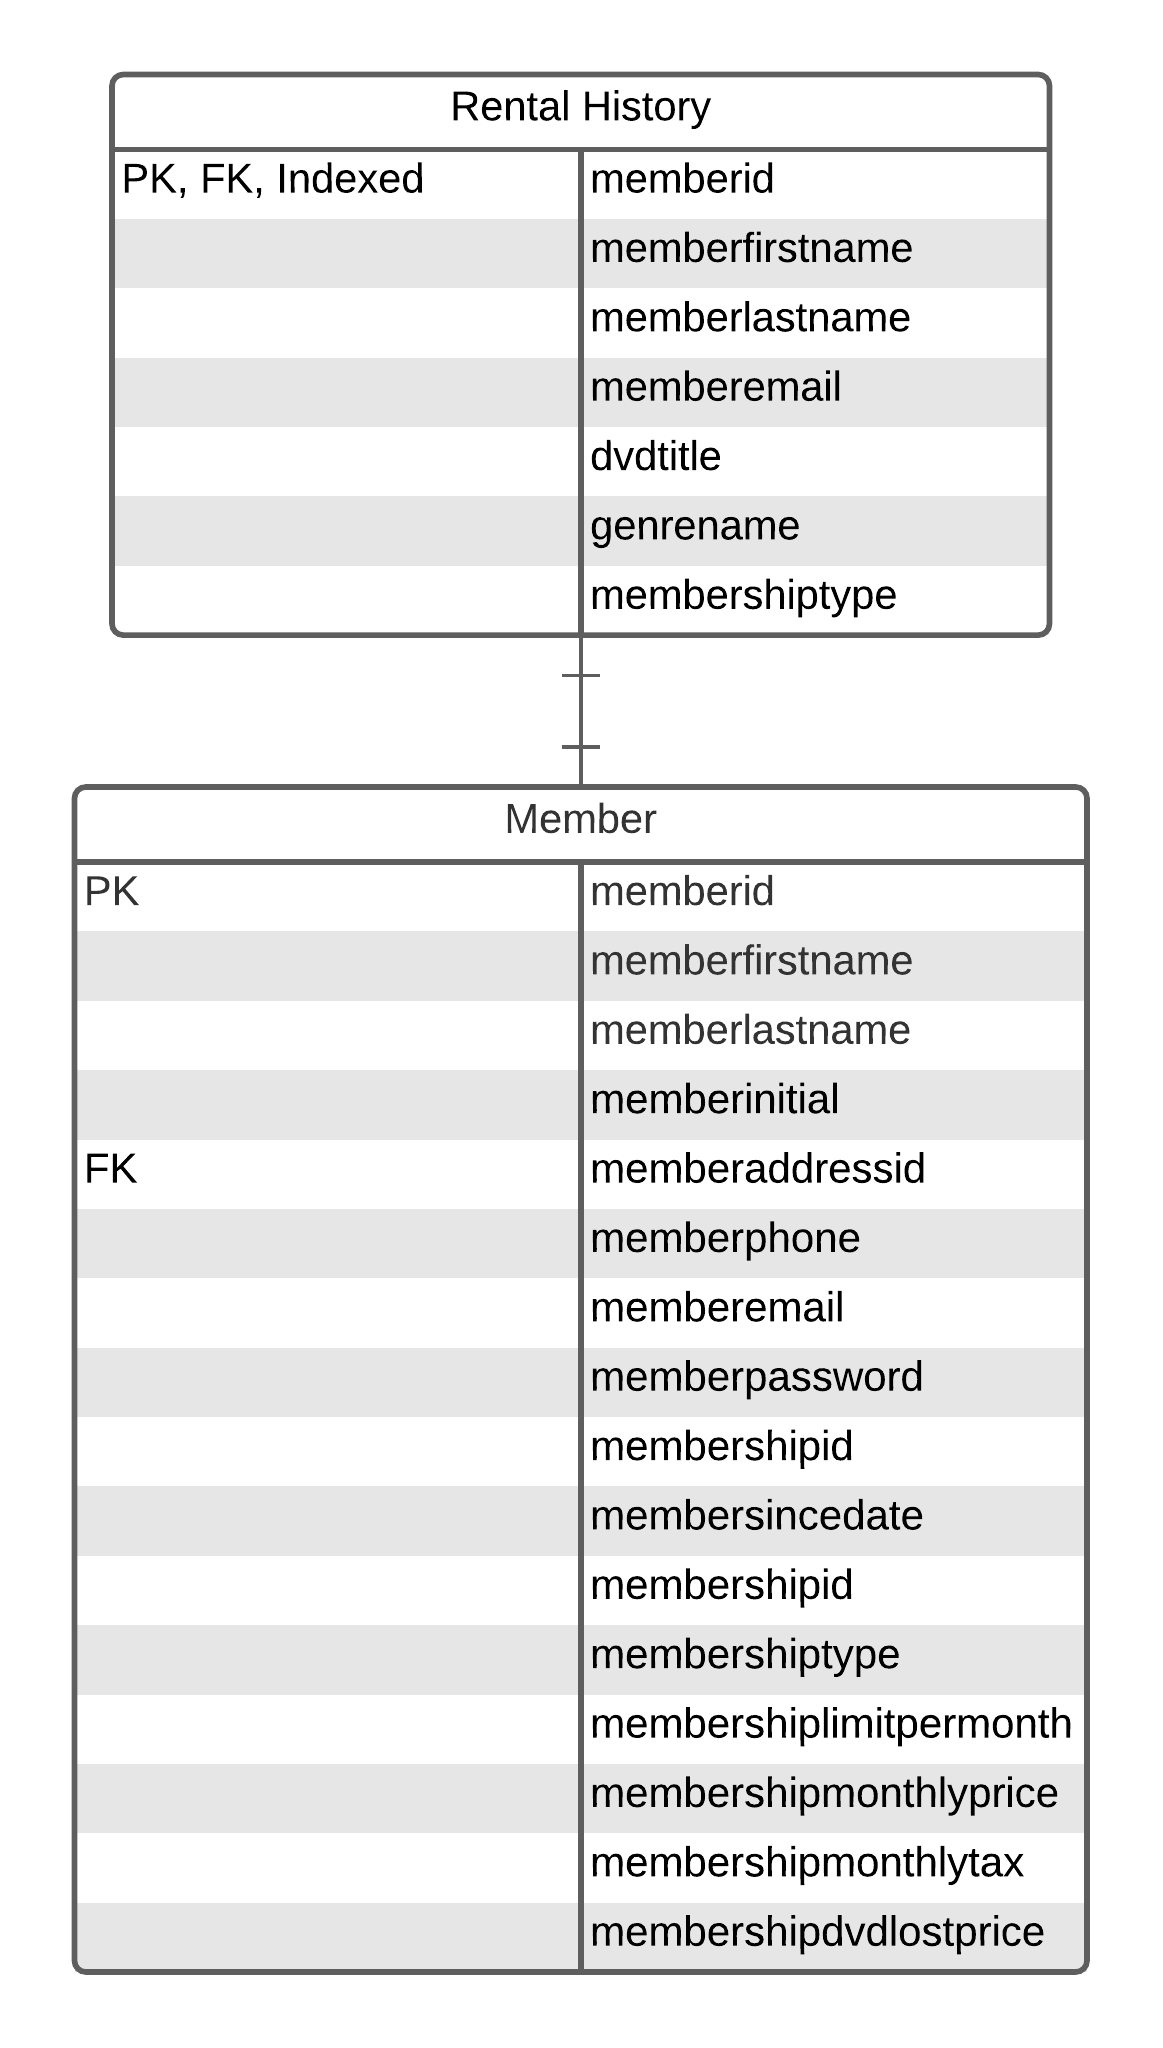 Rental History
PK, FK, Indexed memberid
memberfirstname
memberlastname
memberemail
dvdtitle
genrename
membershiptype
Member
PK memberid
memberfirstname
memberlastname
memberinitial
FK memberaddressid
memberphone
memberemail
memberpassword
membershipid
membersincedate
membershipid
membershiptype
membershiplimitpermonth
membershipmonthlyprice
membershipmonthlytax
membershipdvdlostprice